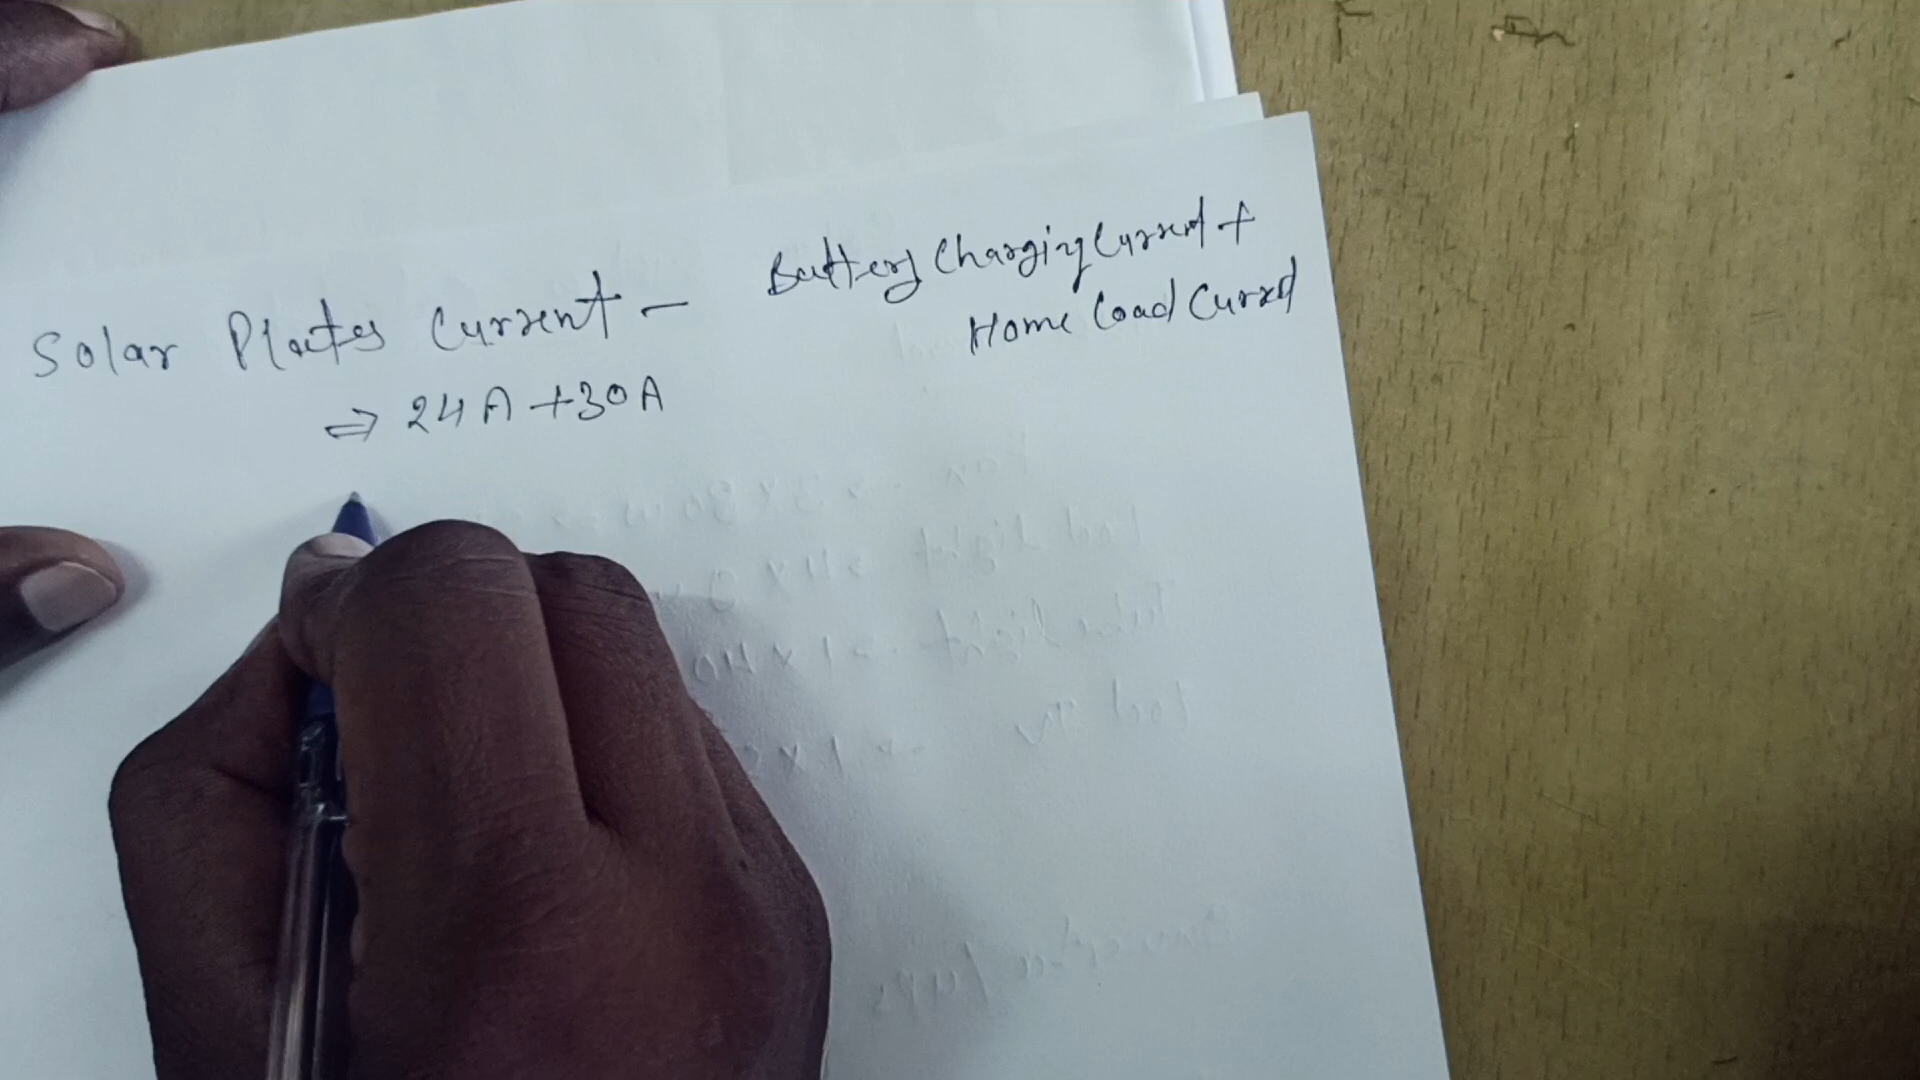 Solar Plates Current - Battery Charging Current +
Home Load Current
⇒ 24A + 30A